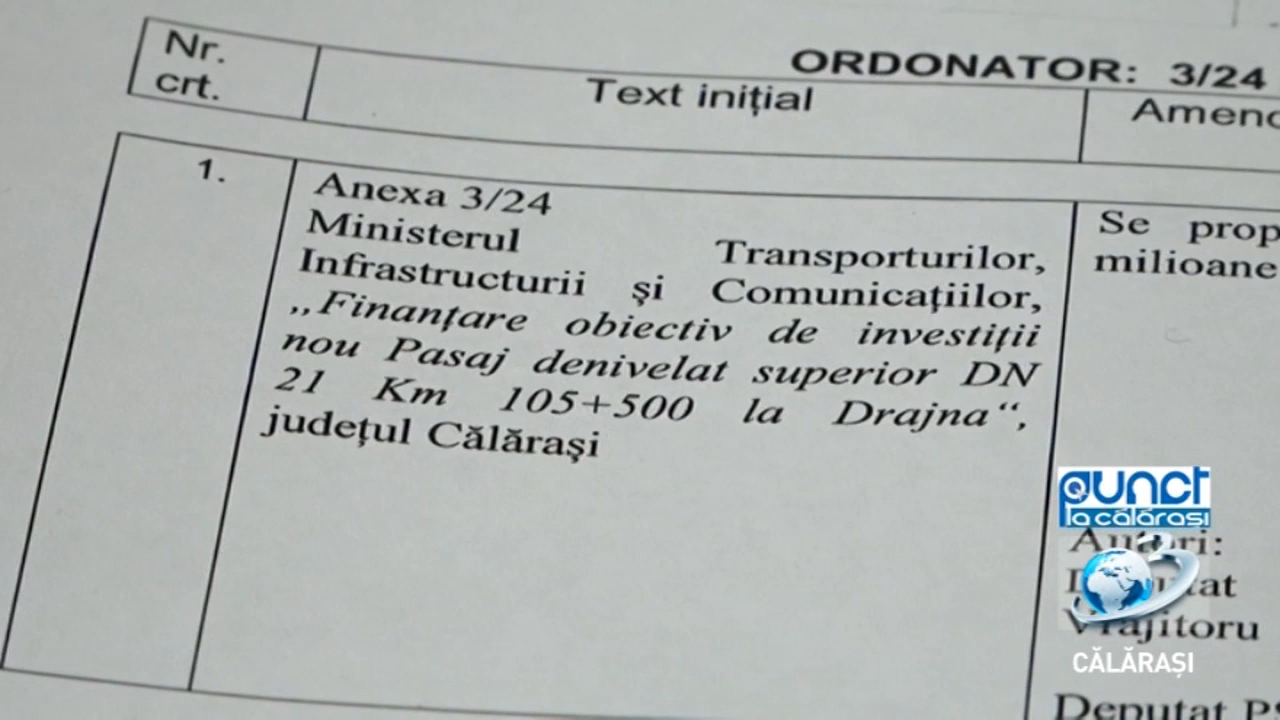 ORDONATOR: 3/24
Nr.
crt.
Text inițial
1.
Anexa 3/24
Ministerul Transporturilor,
Infrastructurii și Comunicațiilor,
„Finanțare obiectiv de investiții
nou Pasaj denivelat superior DN
21 Km 105+500 la Drajna“,
județul Călărași
Se
milioane
Punct
la călărași
Autori:
Vrăjitoru
CĂLĂRAȘI
Deputat